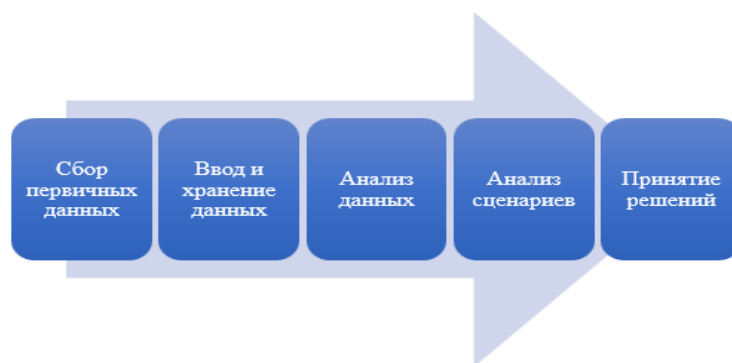 Сбор
первичных
данных
Ввод и
хранение
данных
Анализ
данных
Анализ
сценариев
Принятие
решений